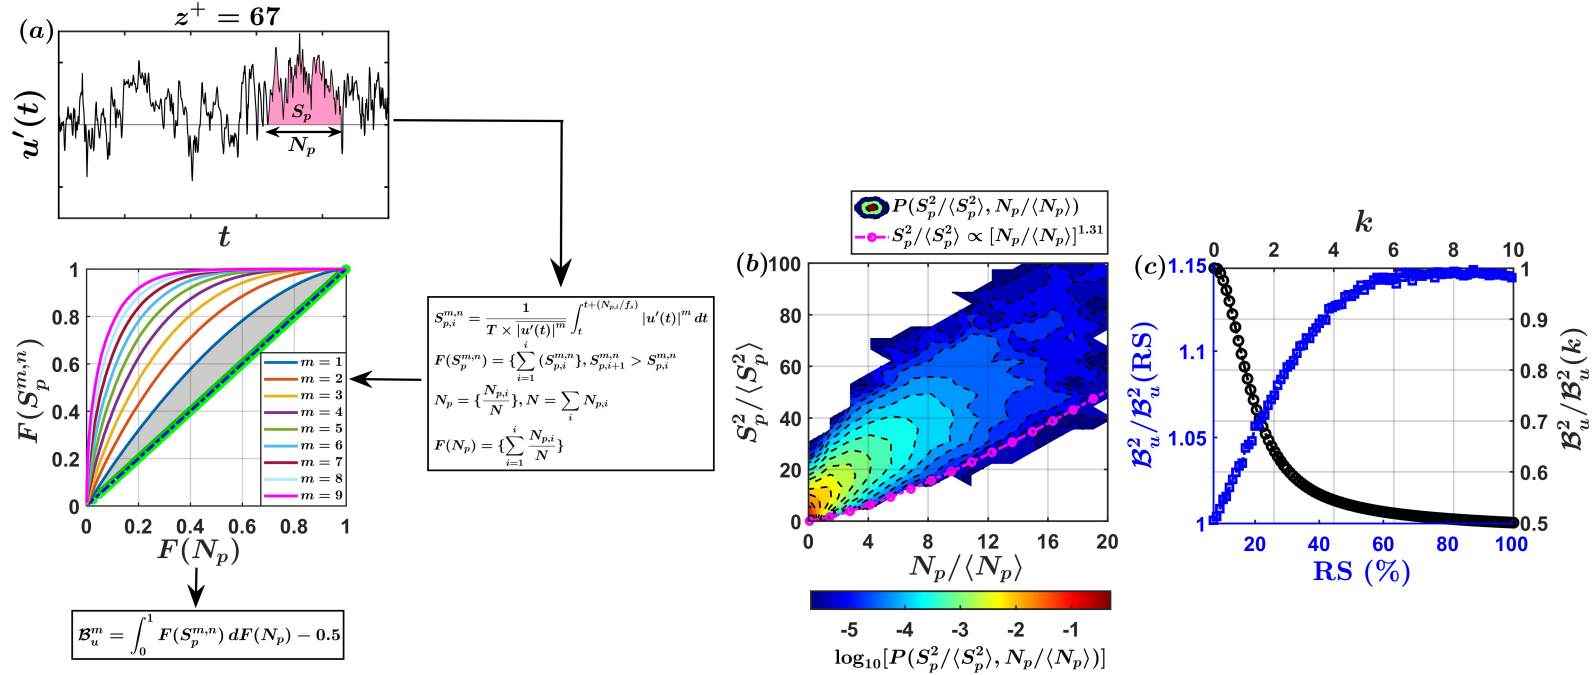 (a)
z⁺ = 67
u′(t)
S_p
N_p
t
F(S_p^{m,n})
1
0.8
0.6
0.4
0.2
0
0 0.2 0.4 0.6 0.8 1
F(N_p)
m = 1
m = 2
m = 3
m = 4
m = 5
m = 6
m = 7
m = 8
m = 9
𝓑_u^m = ∫_0^1 F(S_p^{m,n}) dF(N_p) − 0.5
S_{p,i}^{m,n} = \frac{1}{T × \overline{|u′(t)|^m}} ∫_t^{t+(N_{p,i}/f_s)} |u′(t)|^m dt
F(S_p^{m,n}) = {∑_{i=1}^{i} (S_{p,i}^{m,n}}, S_{p,i+1}^{m,n} > S_{p,i}^{m,n}
N_p = {\frac{N_{p,i}}{N}}, N = ∑_i N_{p,i}
F(N_p) = {∑_{i=1}^{i} \frac{N_{p,i}}{N}}
P(S_p^2/⟨S_p^2⟩, N_p/⟨N_p⟩)
S_p^2/⟨S_p^2⟩ ∝ [N_p/⟨N_p⟩]^{1.31}
(b)
S_p^2/⟨S_p^2⟩
100
80
60
40
20
0
0 4 8 12 16 20
N_p/⟨N_p⟩
-5 -4 -3 -2 -1
log₁₀[P(S_p^2/⟨S_p^2⟩, N_p/⟨N_p⟩)]
(c)
k
0 2 4 6 8 10
𝓑_u^2/𝓑_u^2(RS)
1.15
1.1
1.05
1
20 40 60 80 100
RS (%)
1
0.9
0.8
0.7
0.6
0.5
𝓑_u^2/𝓑_u^2(k)